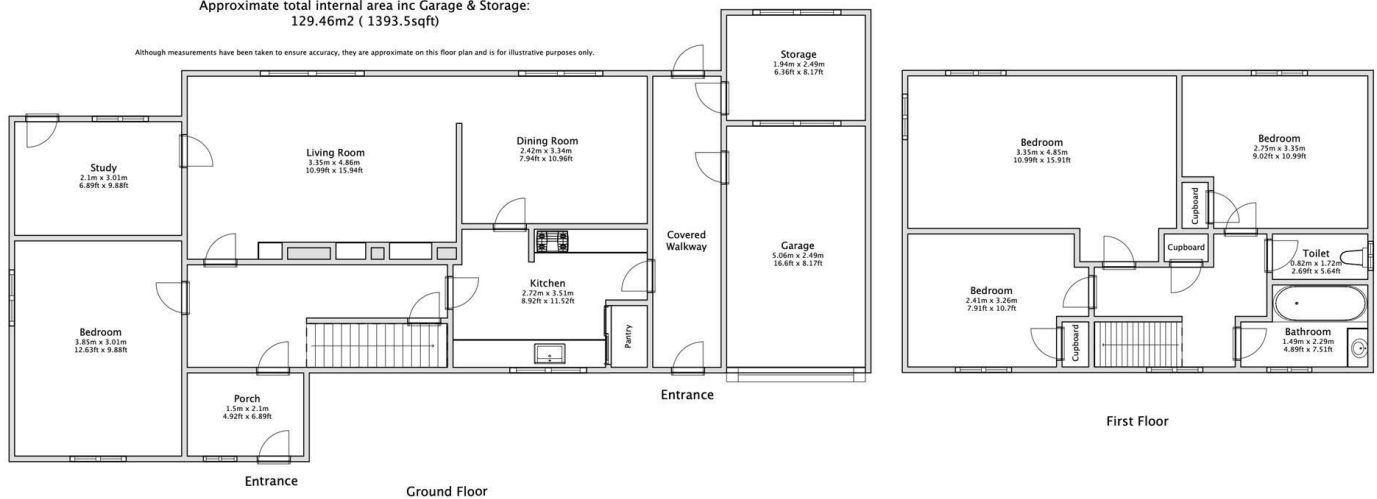 Approximate total internal area inc Garage & Storage:
129.46m2 ( 1393.5sqft)
Although measurements have been taken to ensure accuracy, they are approximate on this floor plan and is for illustrative purposes only.
Storage
1.94m x 2.49m
6.36ft x 8.17ft
Study
2.1m x 3.01m
6.89ft x 9.88ft
Living Room
3.35m x 4.86m
10.99ft x 15.94ft
Dining Room
2.42m x 3.34m
7.94ft x 10.96ft
Covered
Walkway
Garage
5.06m x 2.49m
16.6ft x 8.17ft
Kitchen
2.72m x 3.51m
8.92ft x 11.52ft
Pantry
Bedroom
3.85m x 3.01m
12.63ft x 9.88ft
Porch
1.5m x 2.1m
4.92ft x 6.89ft
Entrance
Entrance
Ground Floor
Bedroom
3.35m x 4.85m
10.99ft x 15.91ft
Bedroom
2.75m x 3.35m
9.02ft x 10.99ft
Cupboard
Cupboard
Toilet
0.82m x 1.72m
2.69ft x 5.64ft
Bedroom
2.41m x 3.26m
7.91ft x 10.7ft
Cupboard
Bathroom
1.49m x 2.29m
4.89ft x 7.51ft
First Floor